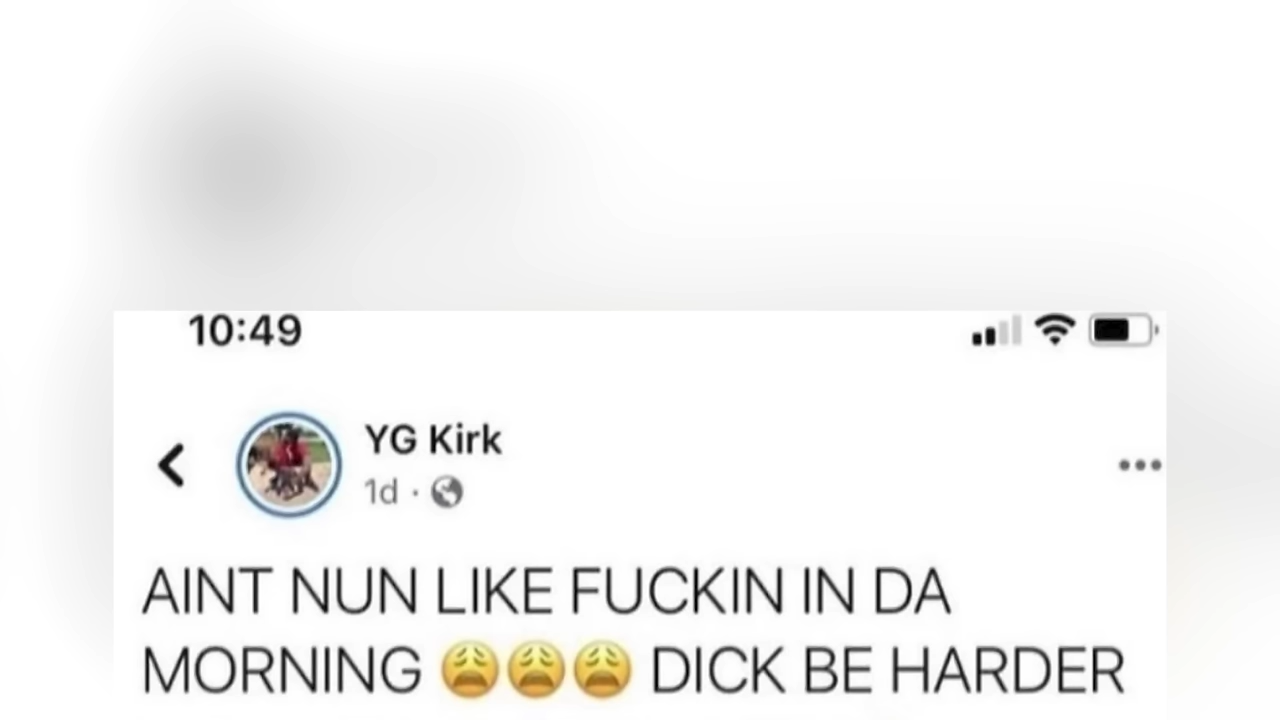 10:49
YG Kirk
1d ·
AINT NUN LIKE FUCKIN IN DA
MORNING 😩😩😩 DICK BE HARDER